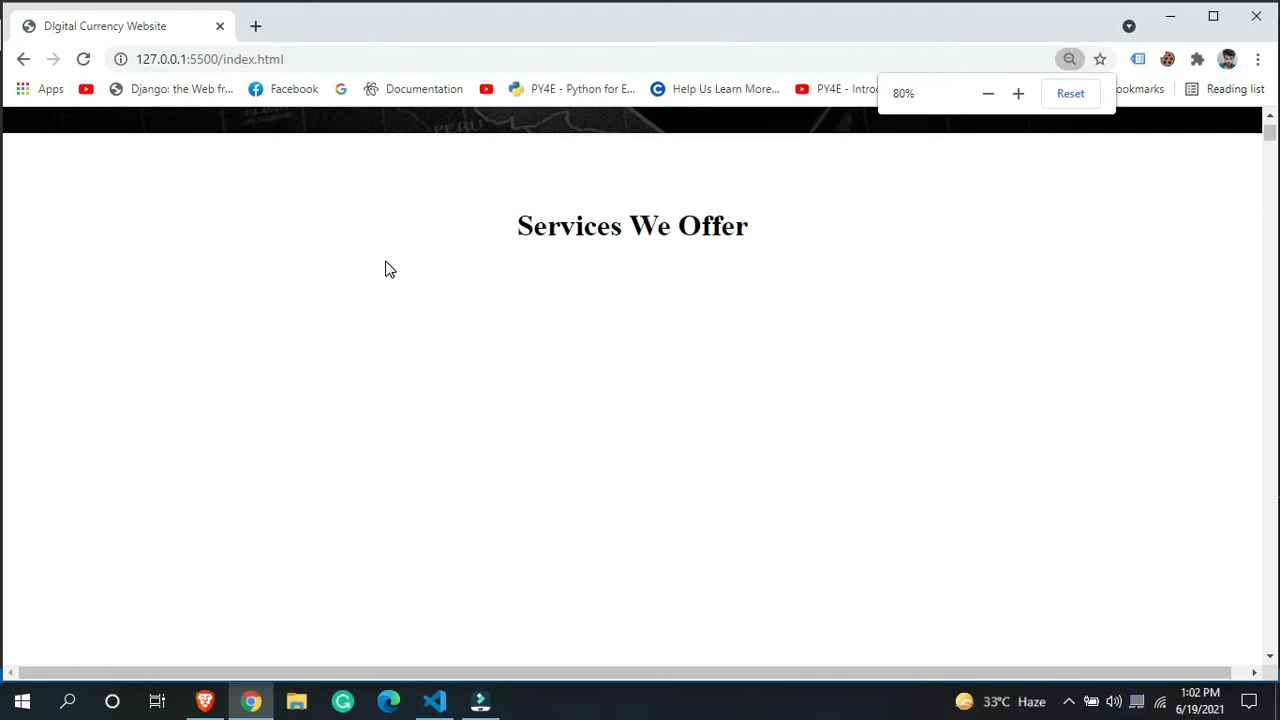 DIgital Currency Website
127.0.0.1:5500/index.html
Apps Django: the Web fr... Facebook Documentation PY4E - Python for E... Help Us Learn More... PY4E - Intro ookmarks Reading list
80% Reset
PERU
Services We Offer
33°C Haze
1:02 PM
6/19/2021